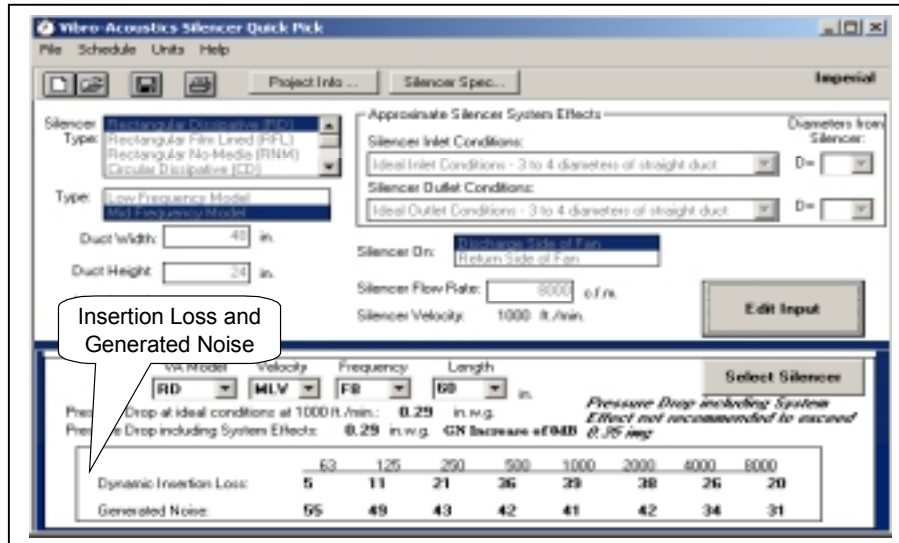 Vibro-Acoustics Silencer Quick Pick
File Schedule Units Help
Project Info ... Silencer Spec... Imperial
Silencer Type:
Rectangular Dissipative (RD)
Rectangular Film Lined (RFL)
Rectangular No-Media (RNM)
Circular Dissipative (CD)
Type:
Low Frequency Model
Mid Frequency Model
Duct Width: 48 in.
Duct Height 24 in.
Approximate Silencer System Effects
Diameters from Silencer:
Silencer Inlet Conditions:
Ideal Inlet Conditions - 3 to 4 diameters of straight duct D=
Silencer Outlet Conditions:
Ideal Outlet Conditions - 3 to 4 diameters of straight duct D=
Silencer On:
Discharge Side of Fan
Return Side of Fan
Silencer Flow Rate: 8000 c.f.m.
Silencer Velocity: 1000 ft./min.
Edit Input
Insertion Loss and
Generated Noise
VA Model Velocity Frequency Length
RD MLV F8 60 in.
Select Silencer
Drop at ideal conditions at 1000 ft./min.: 0.29 in.w.g.
Drop including System Effects: 0.29 in.w.g. GN Increase of 0dB
Pressure Drop including System
Effect not recommended to exceed
0.35 inwg
63 125 250 500 1000 2000 4000 8000
Dynamic Insertion Loss: 5 11 21 36 39 38 26 20
Generated Noise: 55 49 43 42 41 42 34 31